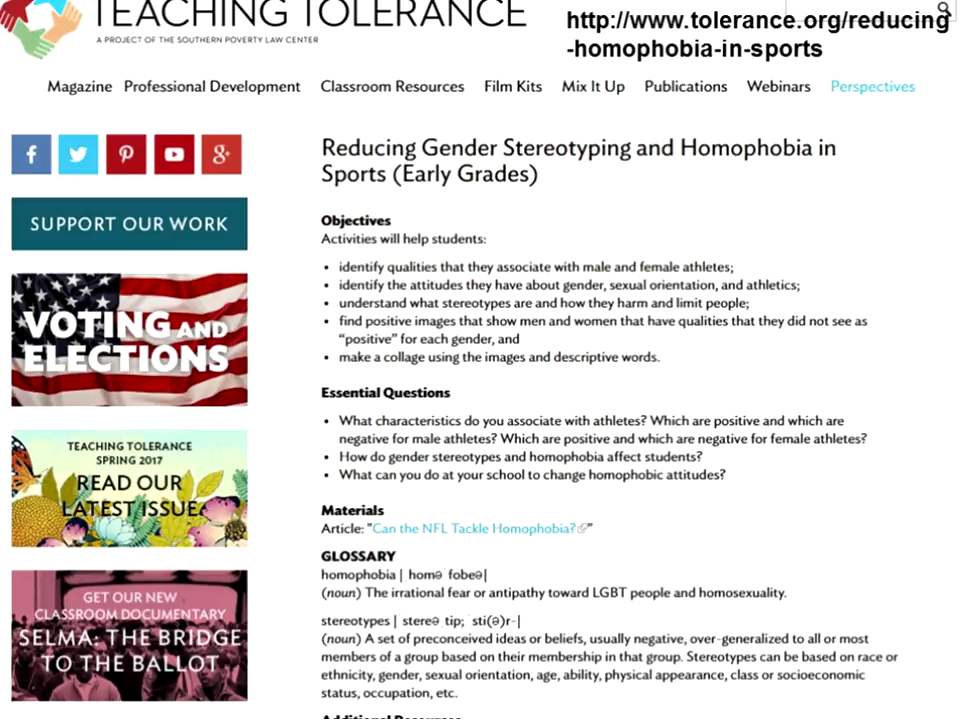 TEACHING TOLERANCE
A PROJECT OF THE SOUTHERN POVERTY LAW CENTER
http://www.tolerance.org/reducing
-homophobia-in-sports
Magazine Professional Development Classroom Resources Film Kits Mix It Up Publications Webinars Perspectives
SUPPORT OUR WORK
VOTING AND
ELECTIONS
TEACHING TOLERANCE
SPRING 2017
READ OUR
LATEST ISSUE
GET OUR NEW
CLASSROOM DOCUMENTARY
SELMA: THE BRIDGE
TO THE BALLOT
Reducing Gender Stereotyping and Homophobia in
Sports (Early Grades)
Objectives
Activities will help students:
• identify qualities that they associate with male and female athletes;
• identify the attitudes they have about gender, sexual orientation, and athletics;
• understand what stereotypes are and how they harm and limit people;
• find positive images that show men and women that have qualities that they did not see as
“positive” for each gender, and
• make a collage using the images and descriptive words.
Essential Questions
• What characteristics do you associate with athletes? Which are positive and which are
negative for male athletes? Which are positive and which are negative for female athletes?
• How do gender stereotypes and homophobia affect students?
• What can you do at your school to change homophobic attitudes?
Materials
Article: "Can the NFL Tackle Homophobia?"
GLOSSARY
homophobia | ˌhoməˈfobeə|
(noun) The irrational fear or antipathy toward LGBT people and homosexuality.
stereotypes | ˈstereəˌtip; ˈsti(ə)r-|
(noun) A set of preconceived ideas or beliefs, usually negative, over-generalized to all or most
members of a group based on their membership in that group. Stereotypes can be based on race or
ethnicity, gender, sexual orientation, age, ability, physical appearance, class or socioeconomic
status, occupation, etc.
Additional Resources